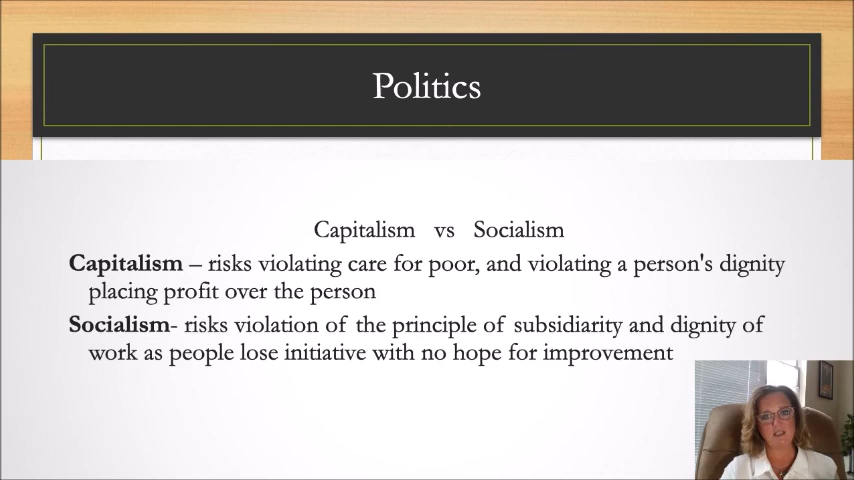 Politics
Capitalism vs Socialism
Capitalism – risks violating care for poor, and violating a person's dignity
placing profit over the person
Socialism- risks violation of the principle of subsidiarity and dignity of
work as people lose initiative with no hope for improvement